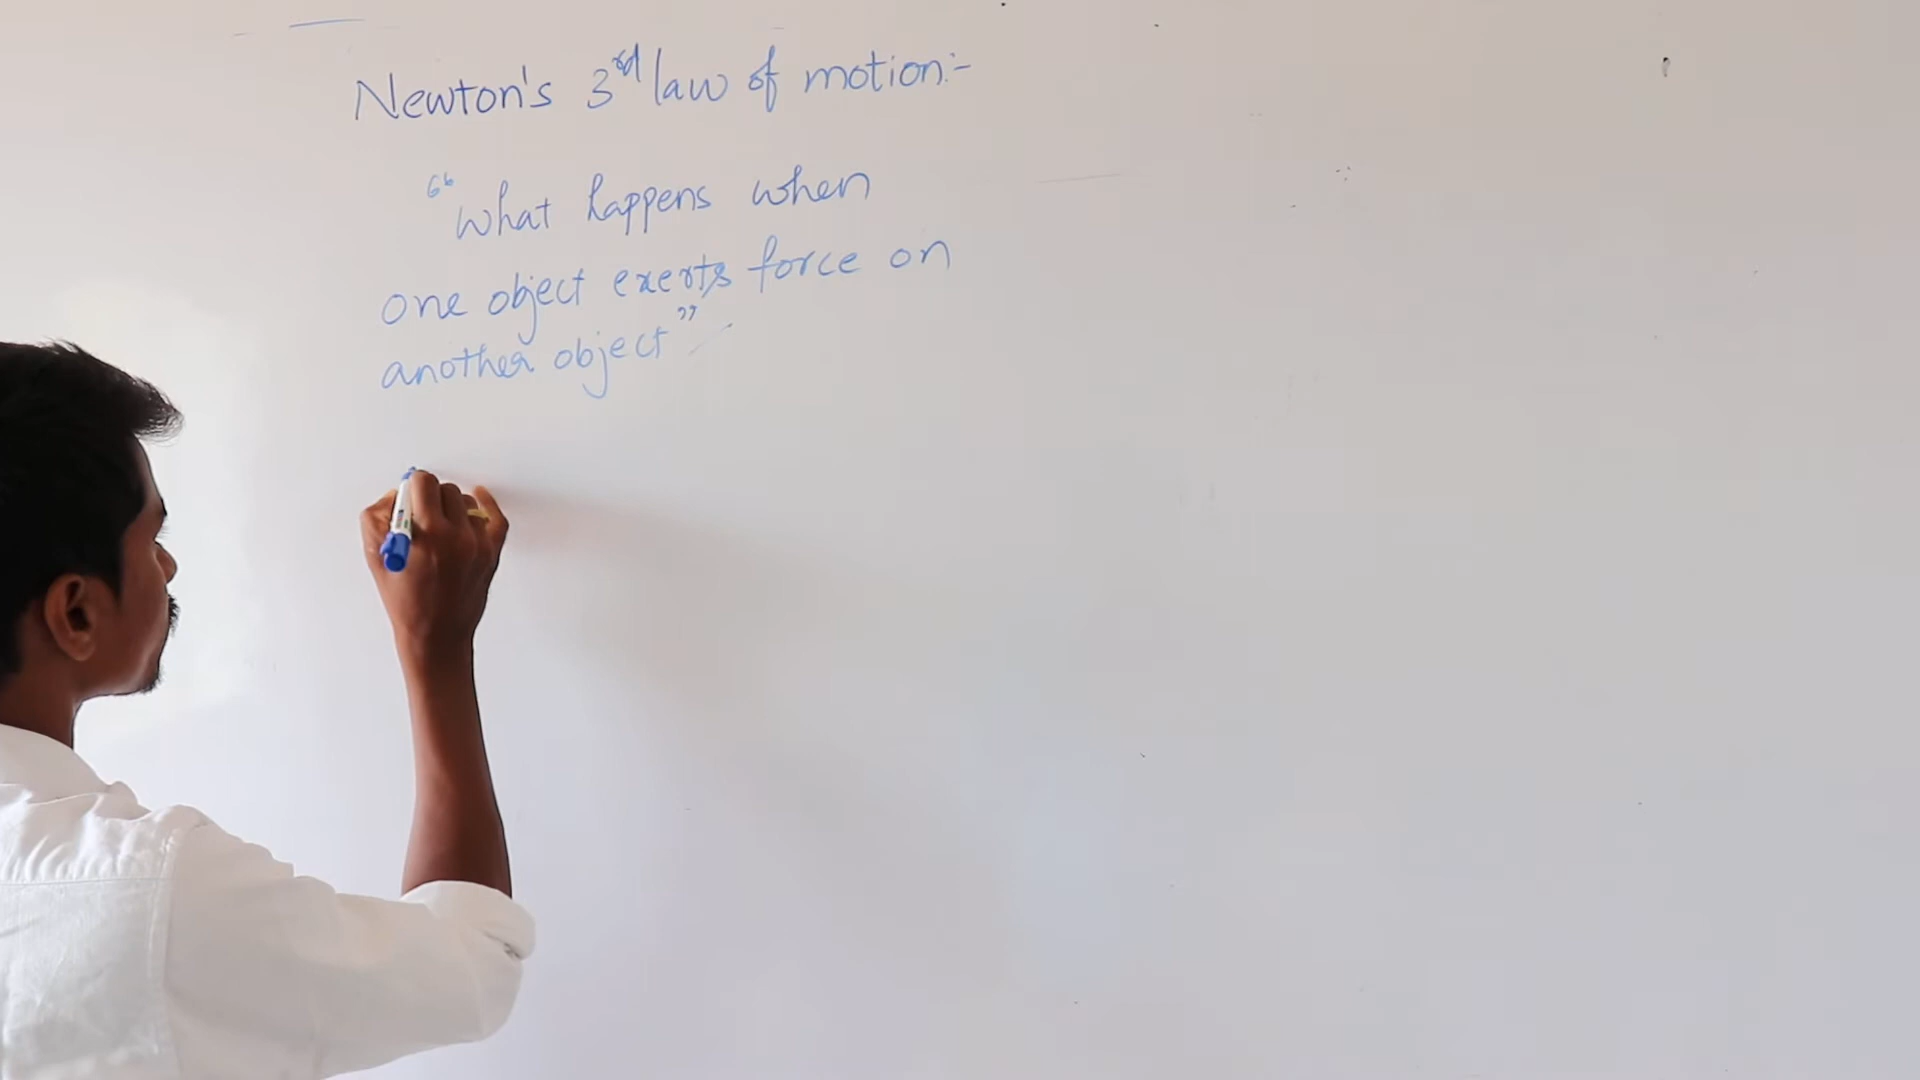 Newton's 3rd law of motion:-
"What happens when
one object exerts force on
another object"